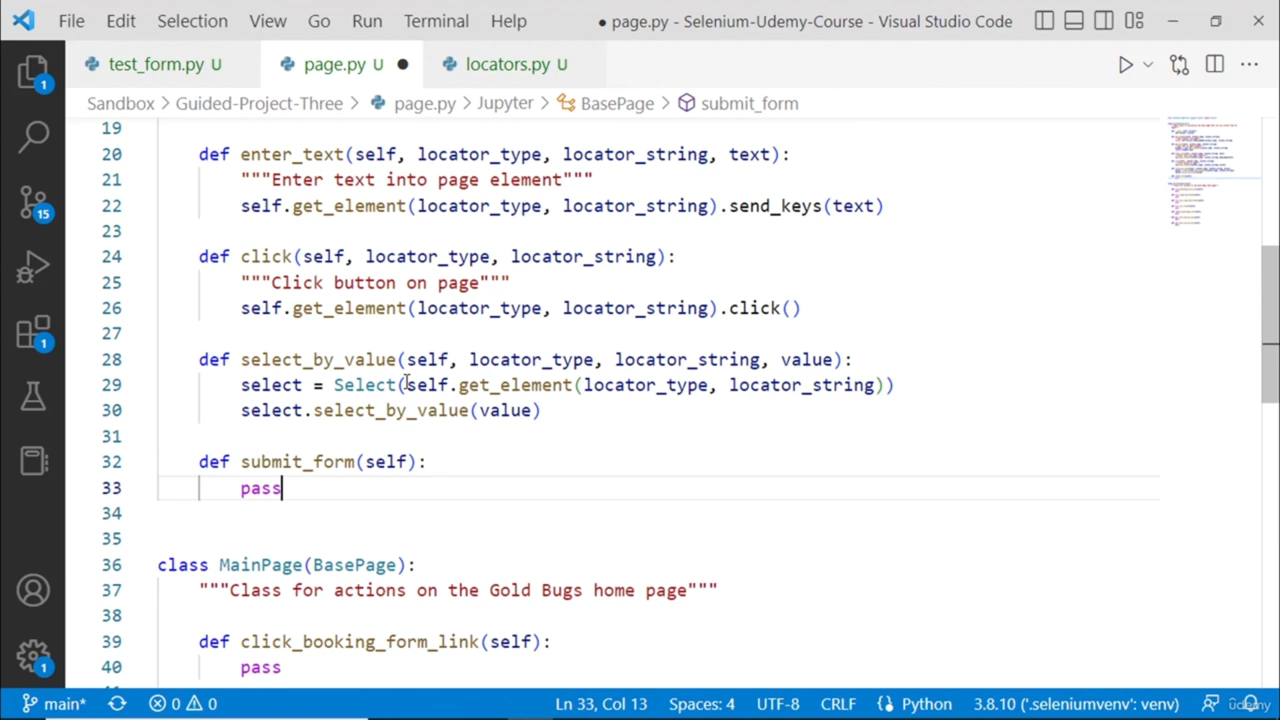 File Edit Selection View Go Run Terminal Help ● page.py - Selenium-Udemy-Course - Visual Studio Code
test_form.py U page.py U ● locators.py U
Sandbox > Guided-Project-Three > page.py > Jupyter > BasePage > submit_form
19
20 def enter_text(self, locator_type, locator_string, text):
21 """Enter text into page element"""
22 self.get_element(locator_type, locator_string).send_keys(text)
23
24 def click(self, locator_type, locator_string):
25 """Click button on page"""
26 self.get_element(locator_type, locator_string).click()
27
28 def select_by_value(self, locator_type, locator_string, value):
29 select = Select(self.get_element(locator_type, locator_string))
30 select.select_by_value(value)
31
32 def submit_form(self):
33 pass
34
35
36 class MainPage(BasePage):
37 """Class for actions on the Gold Bugs home page"""
38
39 def click_booking_form_link(self):
40 pass
1
15
1
1
main* 0 0 Ln 33, Col 13 Spaces: 4 UTF-8 CRLF Python 3.8.10 ('.seleniumvenv': venv)
udemy